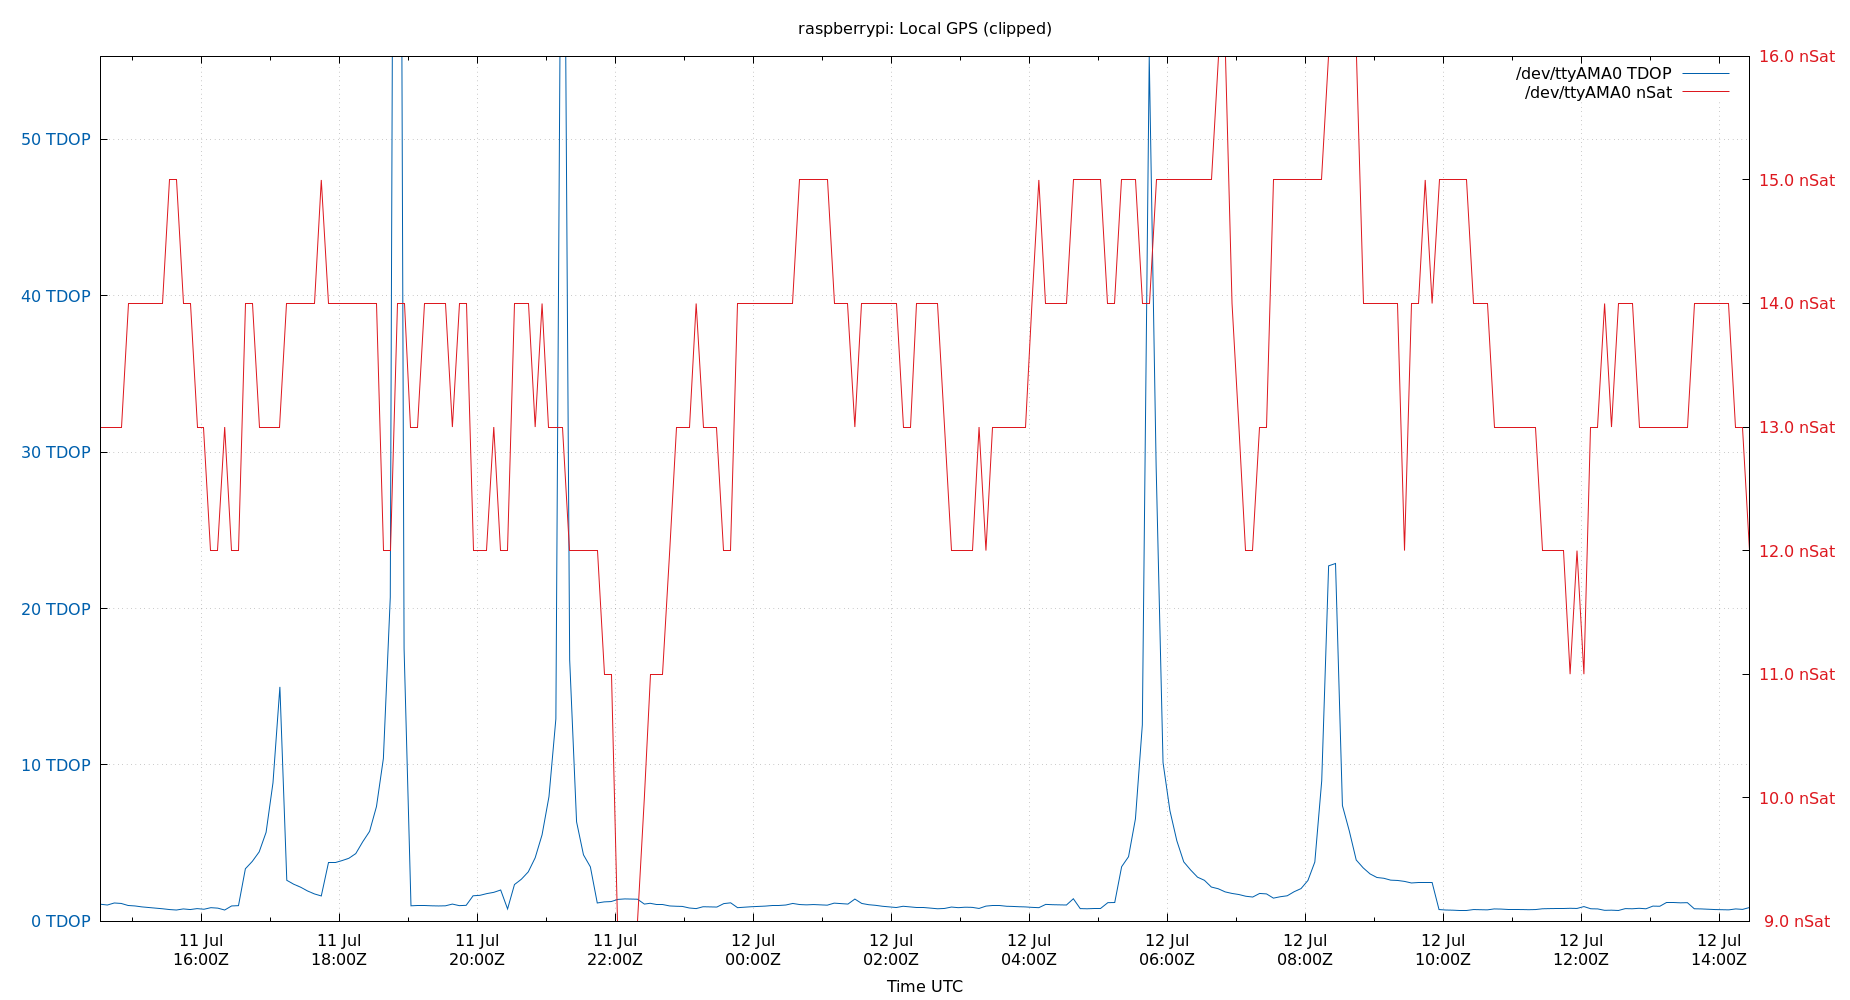 raspberrypi: Local GPS (clipped)
/dev/ttyAMA0 TDOP
/dev/ttyAMA0 nSat
50 TDOP
40 TDOP
30 TDOP
20 TDOP
10 TDOP
0 TDOP
16.0 nSat
15.0 nSat
14.0 nSat
13.0 nSat
12.0 nSat
11.0 nSat
10.0 nSat
9.0 nSat
11 Jul
16:00Z
11 Jul
18:00Z
11 Jul
20:00Z
11 Jul
22:00Z
12 Jul
00:00Z
12 Jul
02:00Z
12 Jul
04:00Z
12 Jul
06:00Z
12 Jul
08:00Z
12 Jul
10:00Z
12 Jul
12:00Z
12 Jul
14:00Z
Time UTC